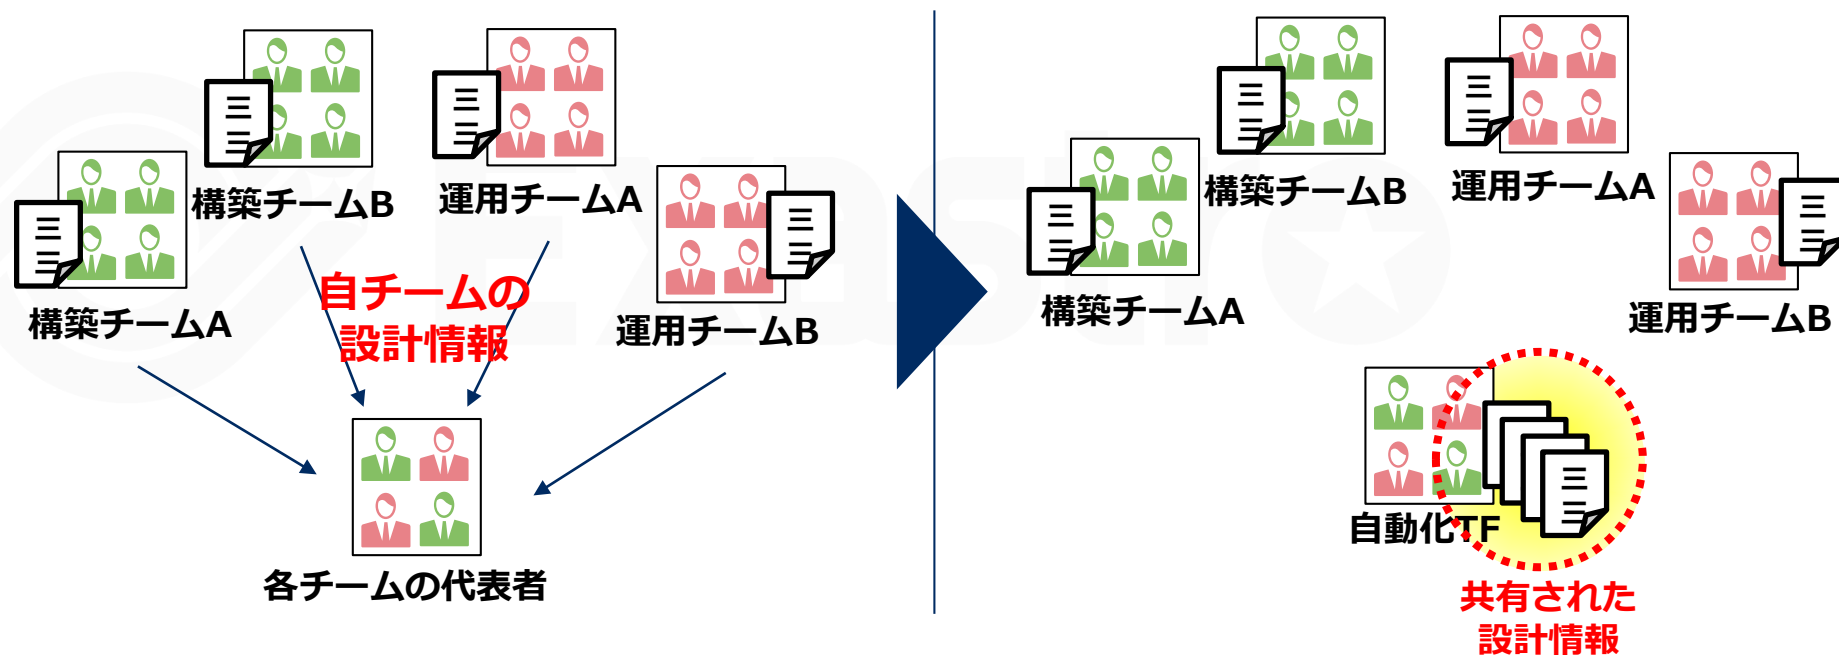 構築チームB
運用チームA
構築チームA
運用チームB
自チームの
設計情報
各チームの代表者
構築チームB
運用チームA
構築チームA
運用チームB
自動化TF
共有された
設計情報
Exastr